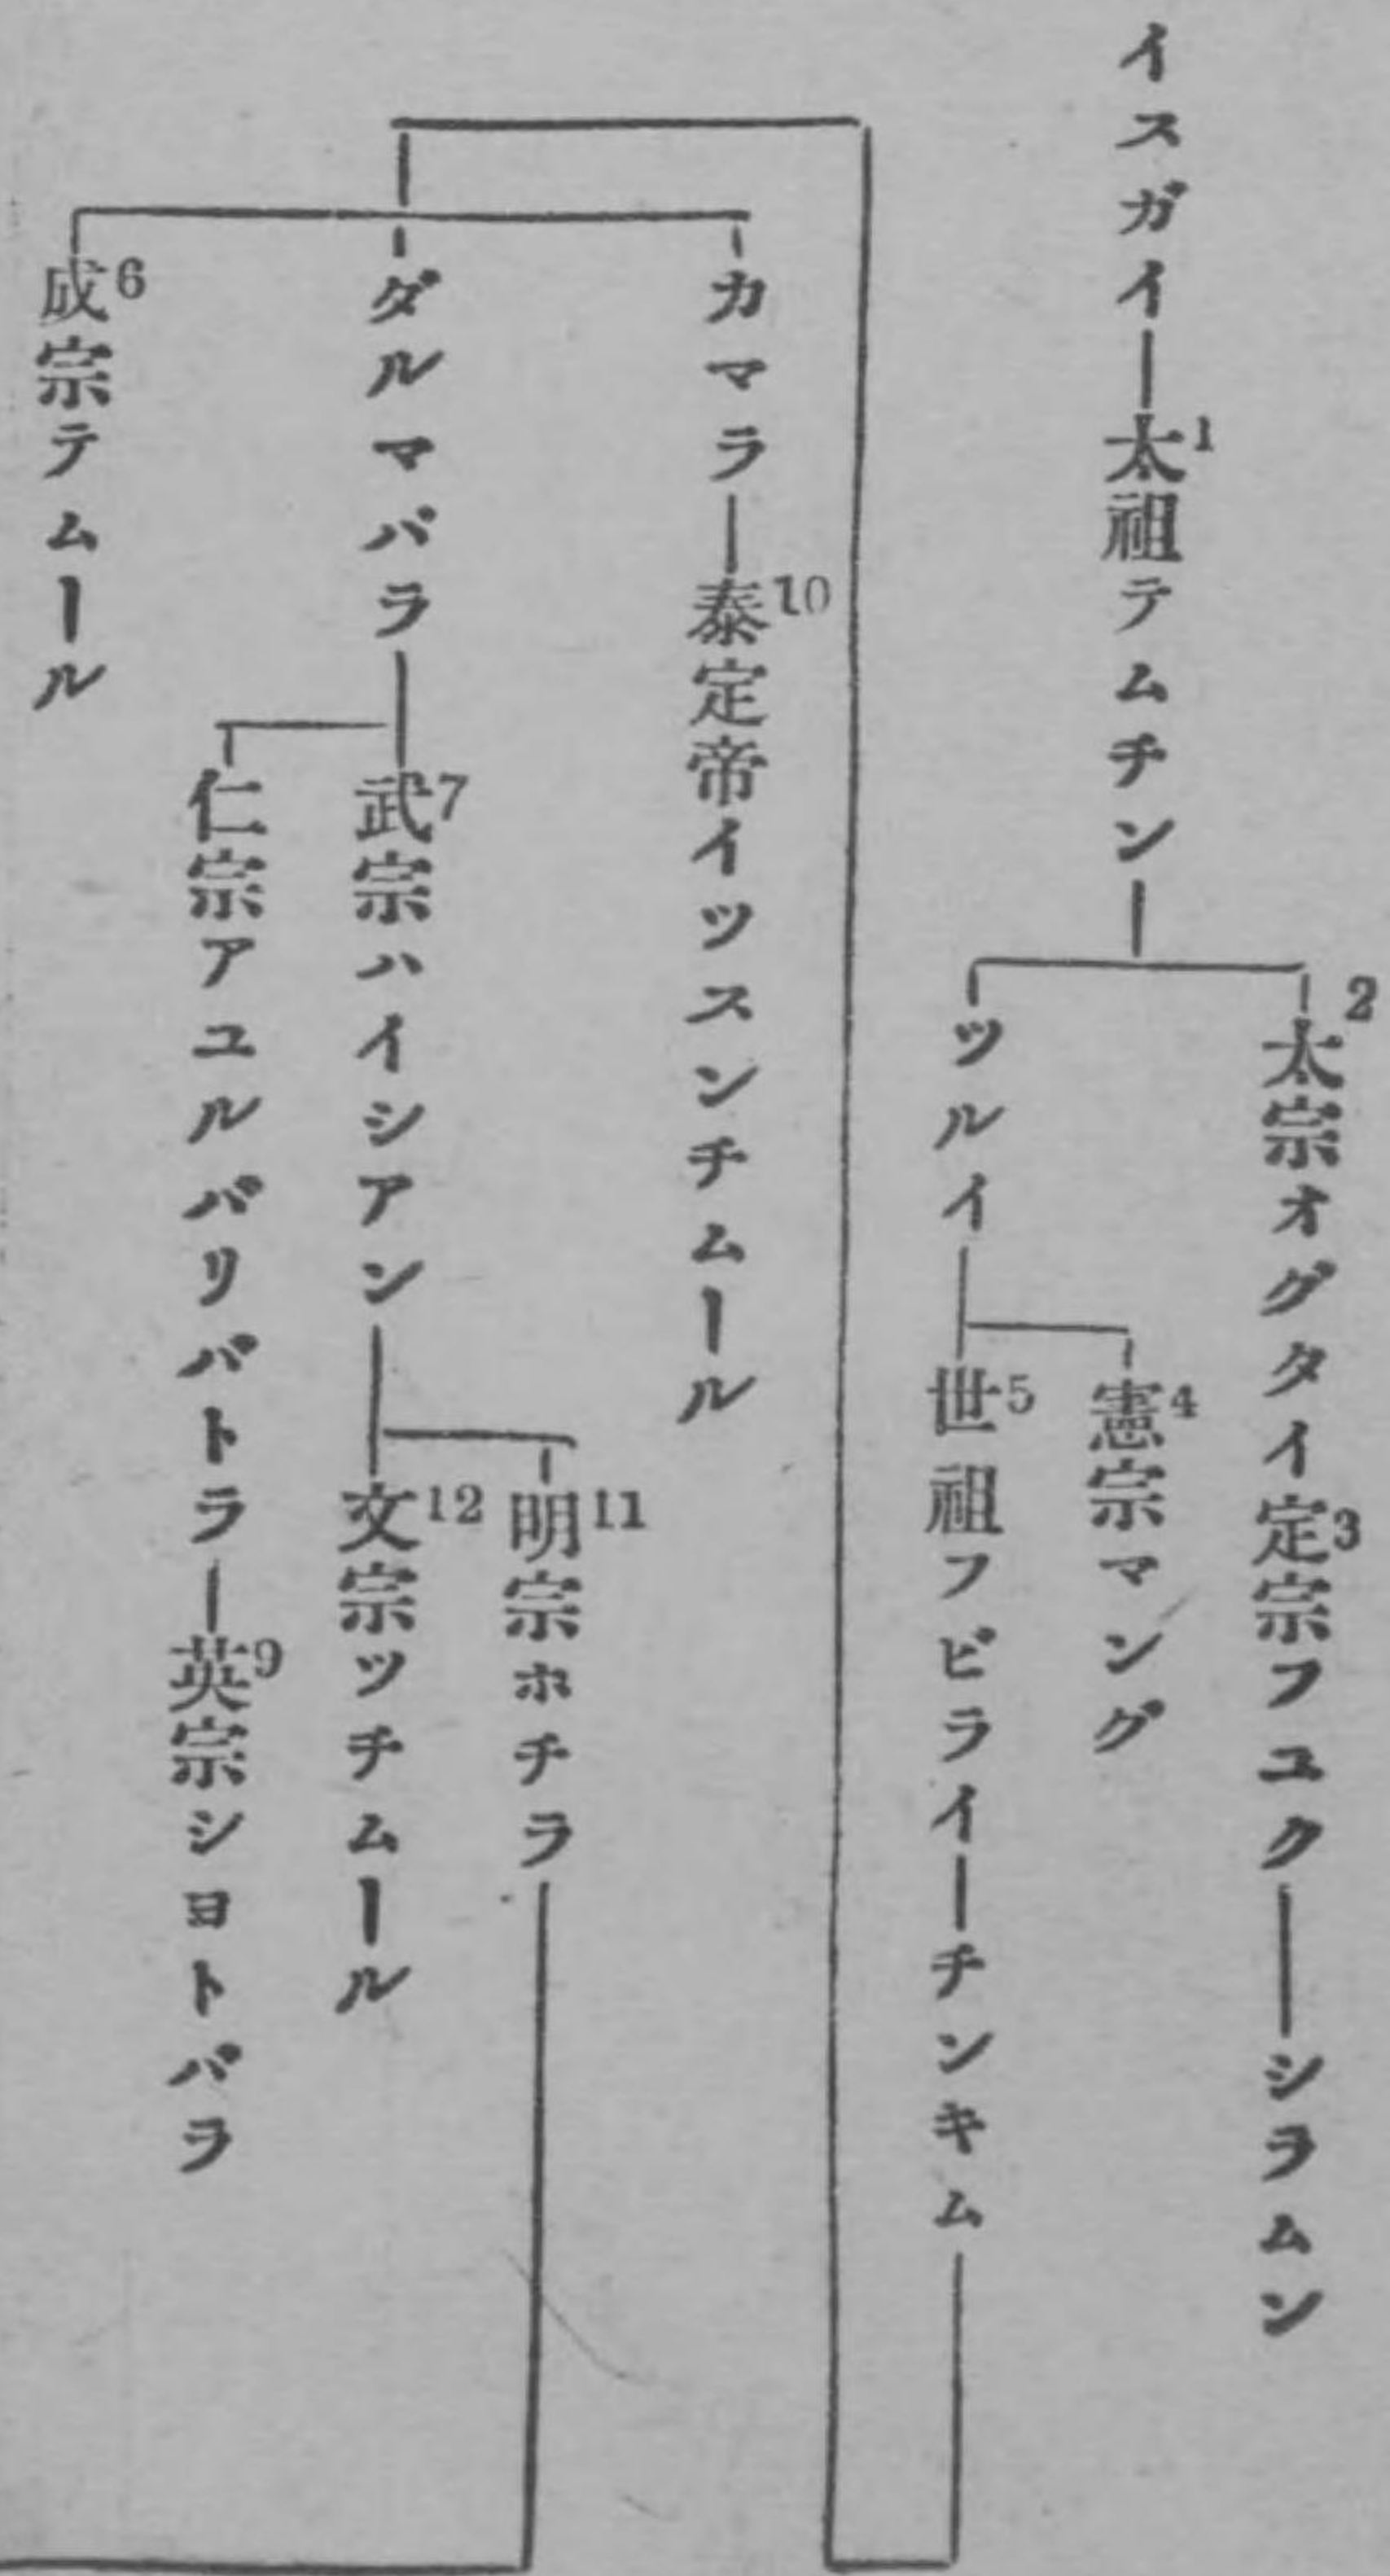 イスガイ―太祖1テムチン―
2太宗オグタイ定宗3フユク―シラムン
ツルイ
憲宗4マング
世祖5フビライ―チンキム
カマラ―泰定帝10イッスンチムール
ダルマパラ
武宗7ハイシアン
明宗11ホチラ
文宗12ツチムール
仁宗アユルパリパトラ―英宗9シヨトパラ
成宗6テムール